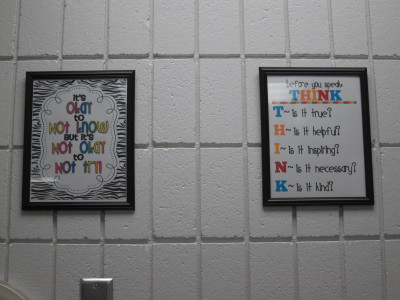 It's
OKAY
to
NOT KNOW
BUT it's
NOT OKAY
to
NOT TRY!
Before you speak
THINK
T~ is it true?
H~ is it helpful?
I~ is it inspiring?
N~ is it necessary?
K~ is it kind?